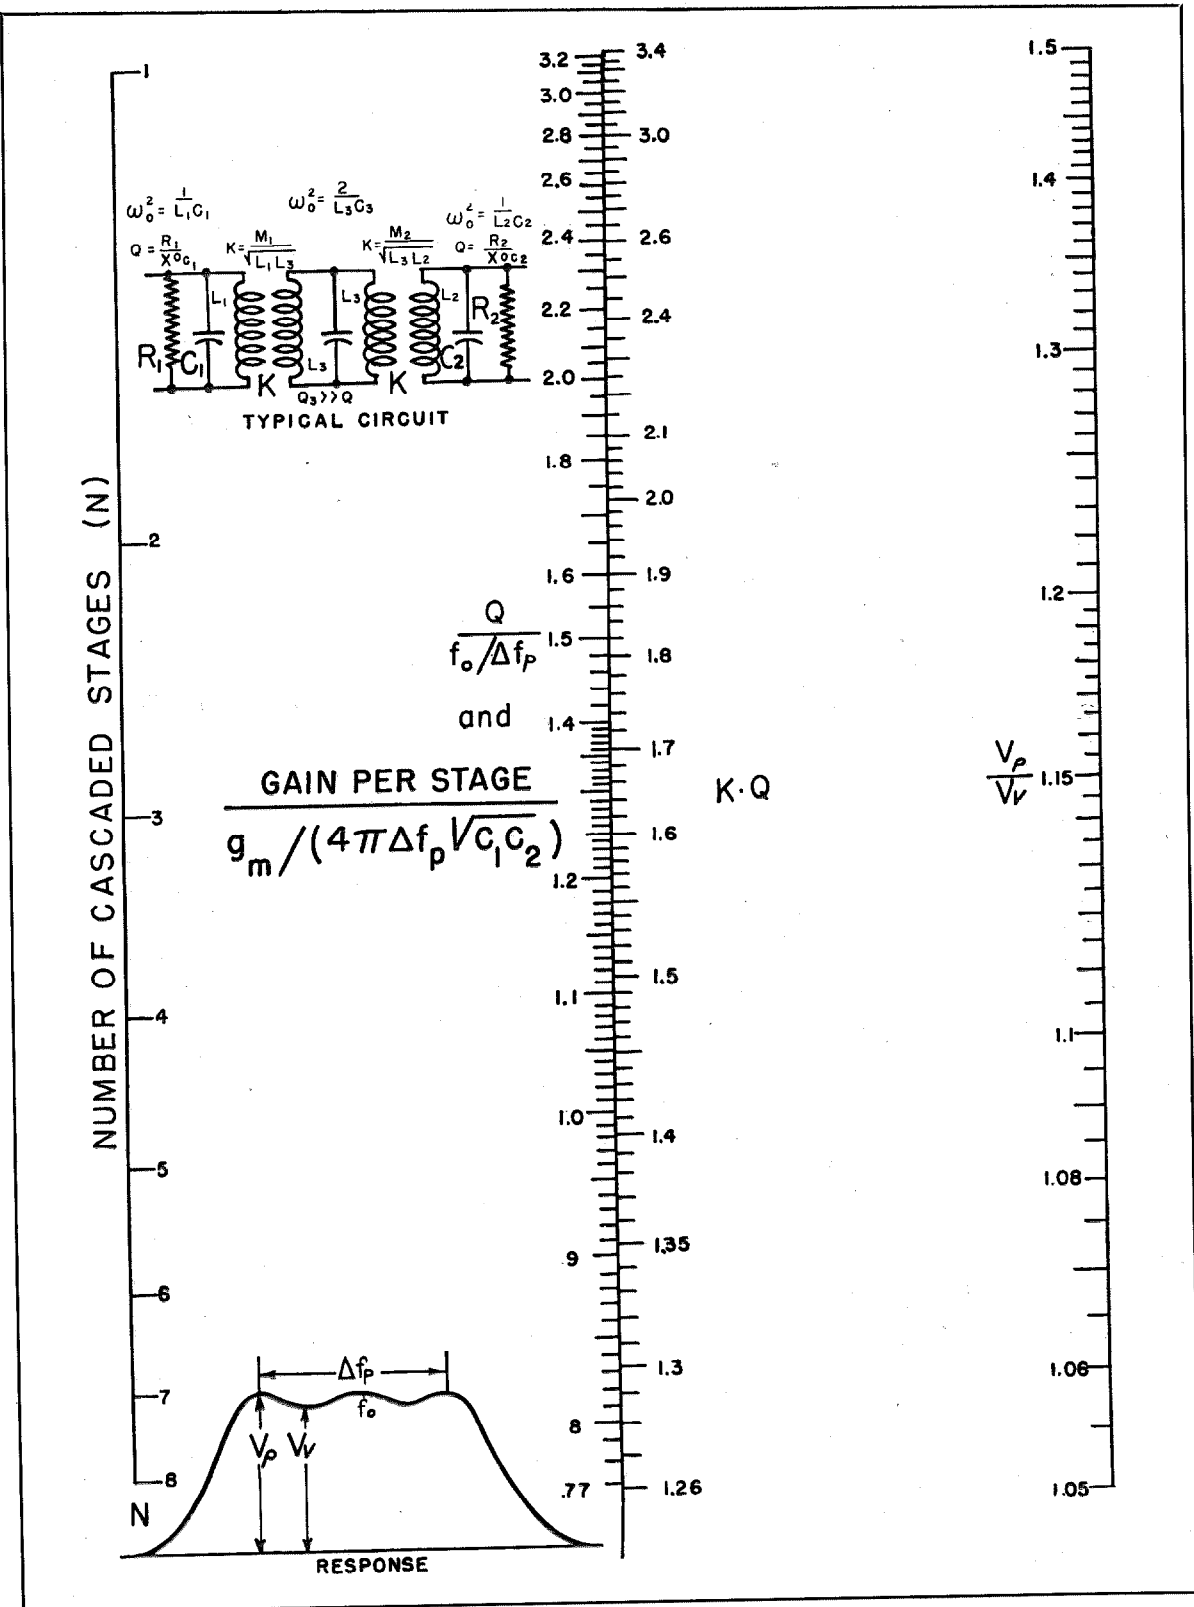 NUMBER OF CASCADED STAGES (N)
1
2
3
4
5
6
7
8
N
ω₀² = 1/L₁C₁
ω₀² = 2/L₃C₃
ω₀² = 1/L₂C₂
Q = R₁/X₀C₁
K = M₁/√L₁L₃
K = M₂/√L₃L₂
Q = R₂/X₀C₂
R₁
C₁
L₁
K
L₃
L₃
Q₃>>Q
K
L₂
C₂
R₂
TYPICAL CIRCUIT
Q
f₀/Δfₚ
and
GAIN PER STAGE
gₘ/(4πΔfₚ√C₁C₂)
3.2
3.0
2.8
2.6
2.4
2.2
2.0
1.8
1.6
1.5
1.4
1.2
1.1
1.0
.9
.8
.77
3.4
3.0
2.6
2.4
2.1
2.0
1.9
1.8
1.7
1.6
1.5
1.4
1.35
1.3
1.26
K·Q
Vₚ
Vᵥ
1.5
1.4
1.3
1.2
1.15
1.1
1.08
1.06
1.05
Δfₚ
f₀
Vₚ
Vᵥ
RESPONSE